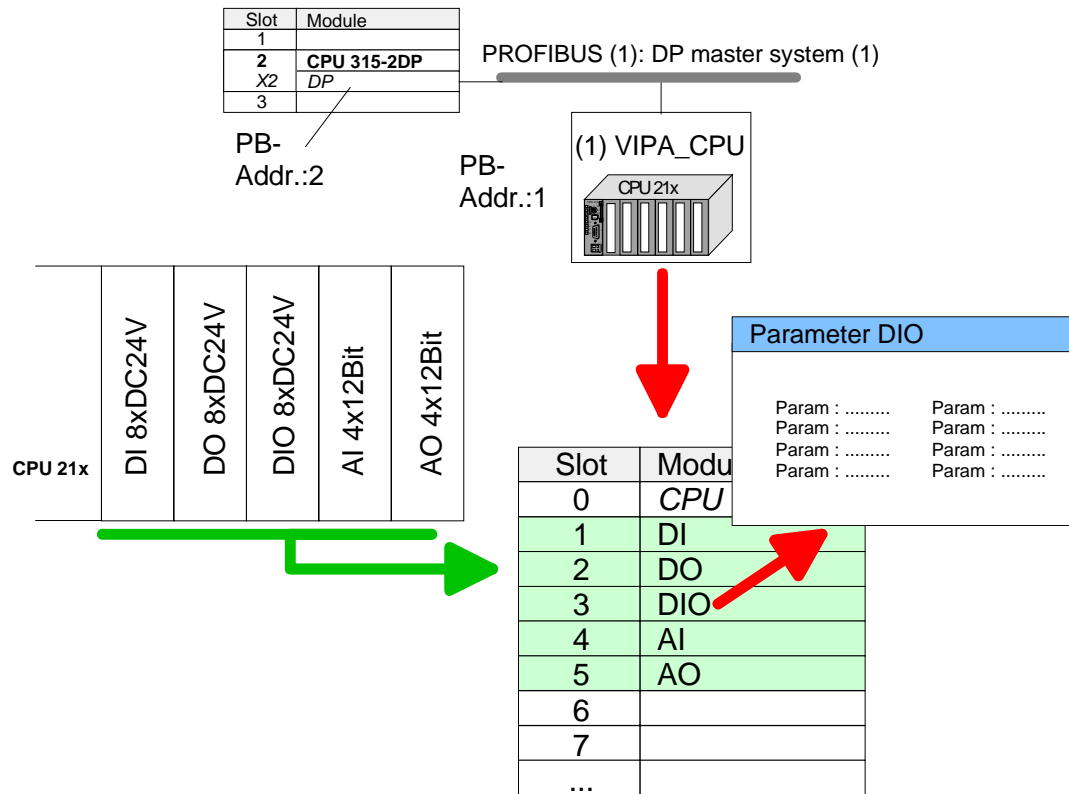 Slot Module
1
2 CPU 315-2DP
X2 DP
3
PROFIBUS (1): DP master system (1)
PB-
Addr.:2
PB-
Addr.:1
(1) VIPA_CPU
CPU 21x
CPU 21x
DI 8xDC24V
DO 8xDC24V
DIO 8xDC24V
AI 4x12Bit
AO 4x12Bit
Parameter DIO
Param : ......... Param : .........
Param : ......... Param : .........
Param : ......... Param : .........
Param : ......... Param : .........
Slot Modu
0 CPU
1 DI
2 DO
3 DIO
4 AI
5 AO
6
7
...